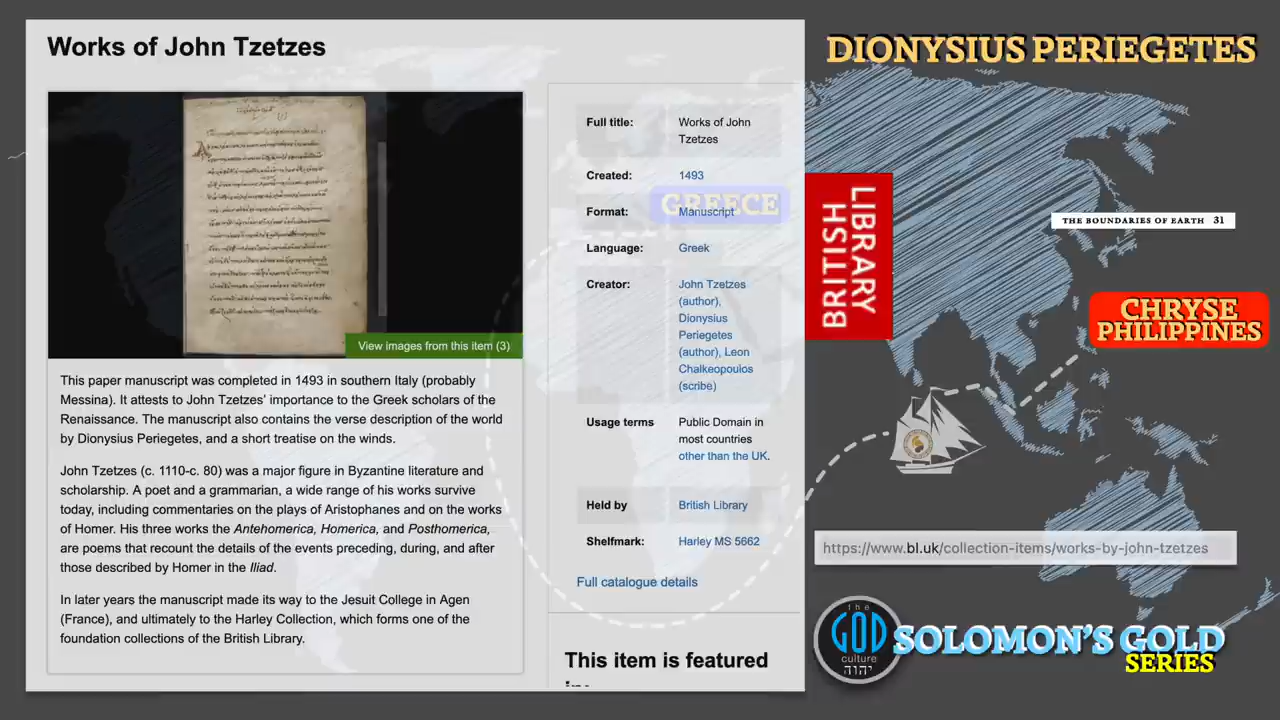 Works of John Tzetzes
View images from this item (3)
This paper manuscript was completed in 1493 in southern Italy (probably
Messina). It attests to John Tzetzes' importance to the Greek scholars of the
Renaissance. The manuscript also contains the verse description of the world
by Dionysius Periegetes, and a short treatise on the winds.
John Tzetzes (c. 1110-c. 80) was a major figure in Byzantine literature and
scholarship. A poet and a grammarian, a wide range of his works survive
today, including commentaries on the plays of Aristophanes and on the works
of Homer. His three works the Antehomerica, Homerica, and Posthomerica,
are poems that recount the details of the events preceding, during, and after
those described by Homer in the Iliad.
In later years the manuscript made its way to the Jesuit College in Agen
(France), and ultimately to the Harley Collection, which forms one of the
foundation collections of the British Library.
Full title: Works of John
Tzetzes
Created: 1493
GREECE
Format: Manuscript
Language: Greek
Creator: John Tzetzes
(author),
Dionysius
Periegetes
(author), Leon
Chalkeopoulos
(scribe)
Usage terms Public Domain in
most countries
other than the UK.
Held by British Library
Shelfmark: Harley MS 5662
Full catalogue details
This item is featured
DIONYSIUS PERIEGETES
LIBRARY
BRITISH
THE BOUNDARIES OF EARTH 31
CHRYSE
PHILIPPINES
https://www.bl.uk/collection-items/works-by-john-tzetzes
the
GOD
culture
יהוה
SOLOMON'S GOLD
SERIES